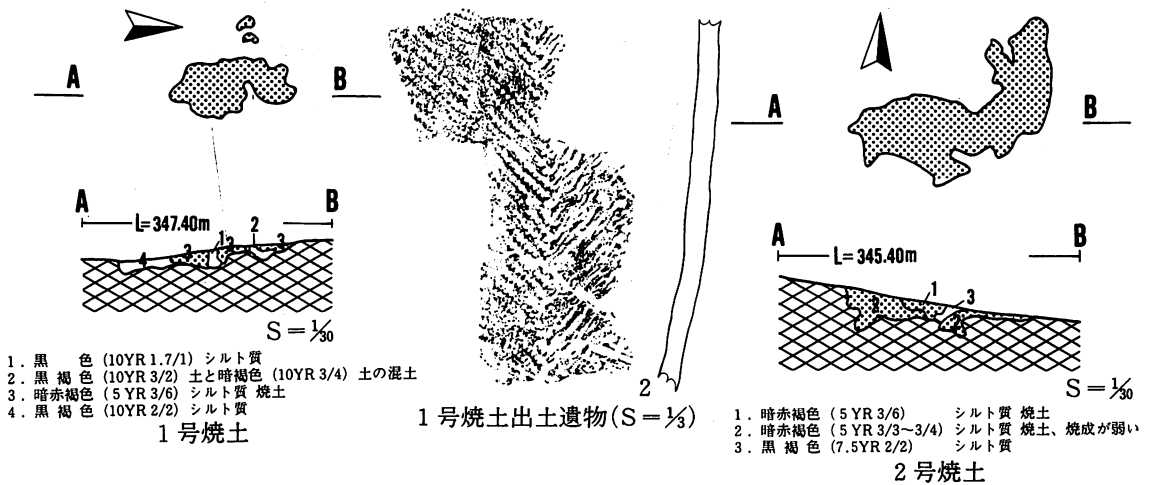 A B
A B
L=347.40m
1 2 3
4 3 2
S=1/30
1. 黒 色 (10YR 1.7/1) シルト質
2. 黒 褐 色 (10YR 3/2) 土と暗褐色 (10YR 3/4) 土の混土
3. 暗赤褐色 (5YR 3/6) シルト質 焼土
4. 黒 褐 色 (10YR 2/2) シルト質
1号焼土
2
1号焼土出土遺物(S=1/3)
A B
A B
L=345.40m
1 3
2
S=1/30
1. 暗赤褐色 (5YR 3/6) シルト質 焼土
2. 暗赤褐色 (5YR 3/3~3/4) シルト質 焼土、焼成が弱い
3. 黒 褐 色 (7.5YR 2/2) シルト質
2号焼土